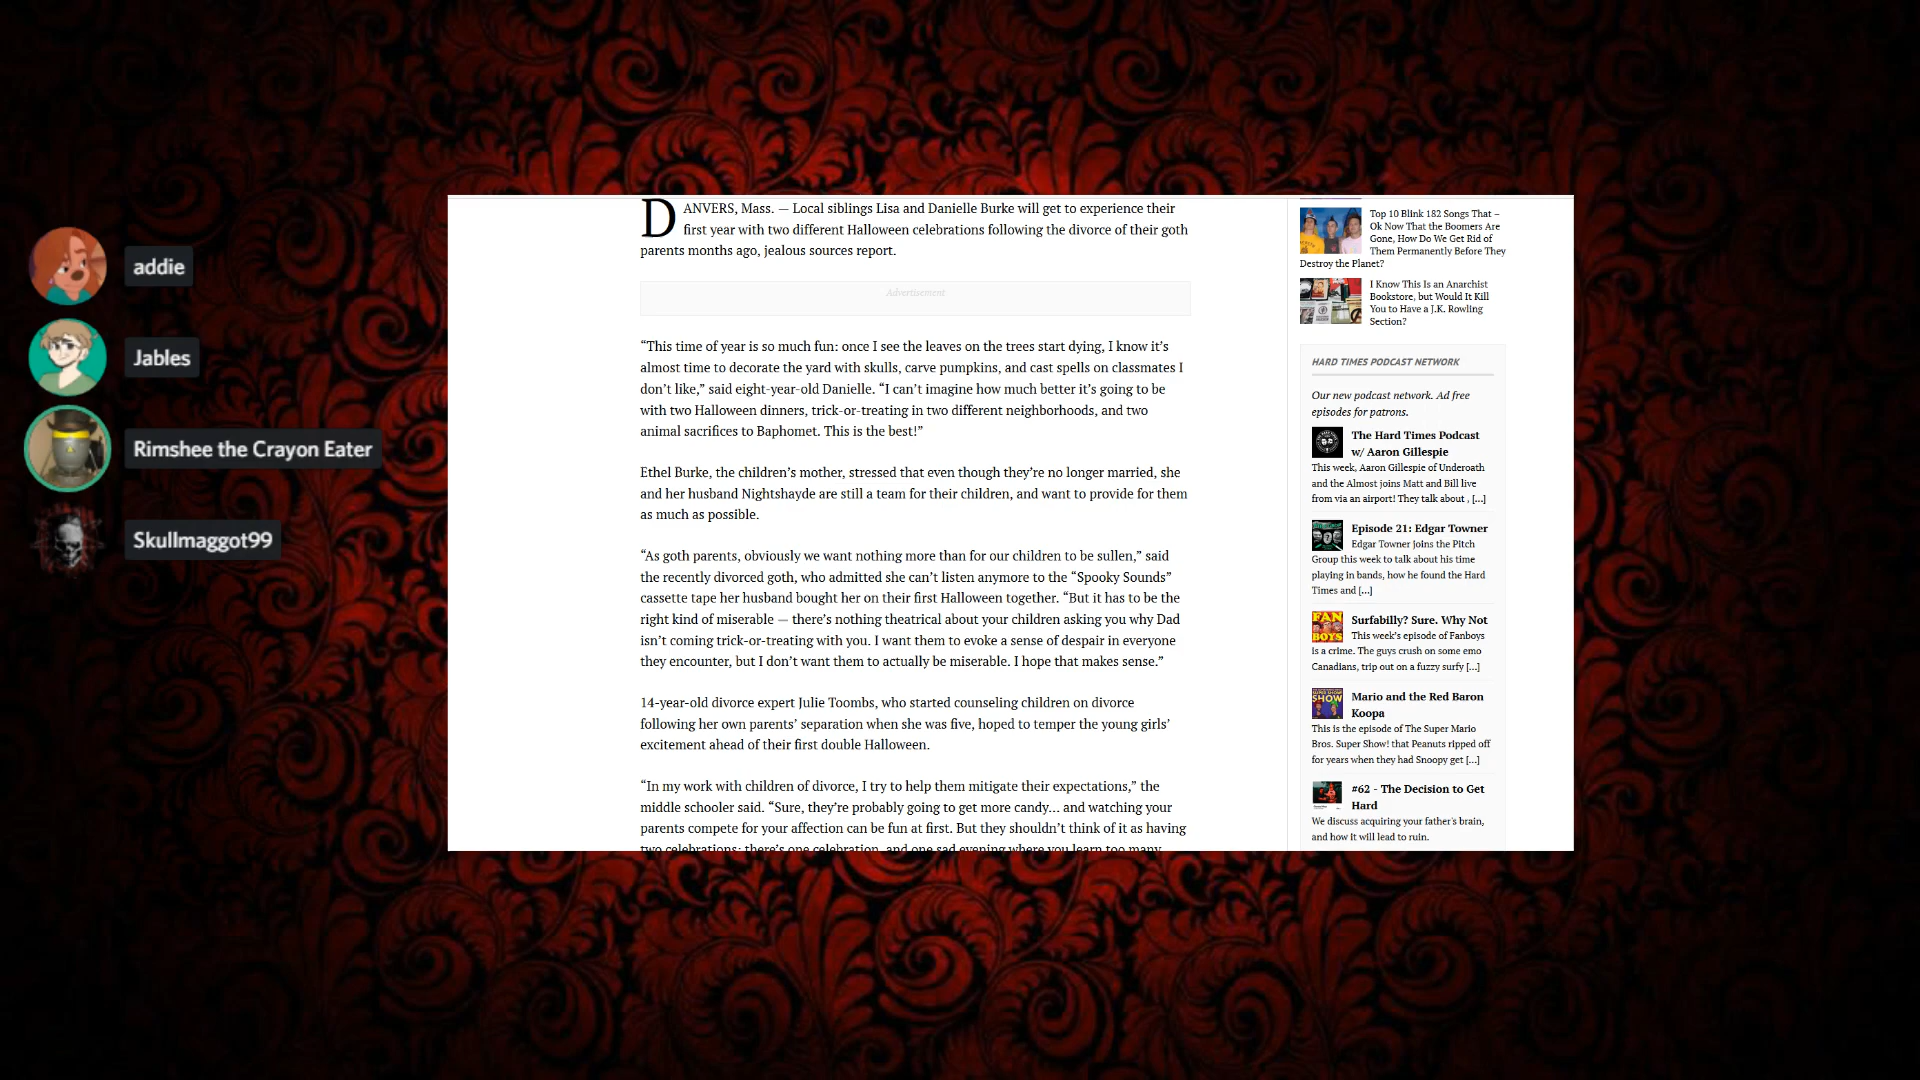 addie
Jables
Rimshee the Crayon Eater
Skullmaggot99
DANVERS, Mass. — Local siblings Lisa and Danielle Burke will get to experience their
first year with two different Halloween celebrations following the divorce of their goth
parents months ago, jealous sources report.
Advertisement
“This time of year is so much fun: once I see the leaves on the trees start dying, I know it’s
almost time to decorate the yard with skulls, carve pumpkins, and cast spells on classmates I
don’t like,” said eight-year-old Danielle. “I can’t imagine how much better it’s going to be
with two Halloween dinners, trick-or-treating in two different neighborhoods, and two
animal sacrifices to Baphomet. This is the best!”
Ethel Burke, the children’s mother, stressed that even though they’re no longer married, she
and her husband Nightshayde are still a team for their children, and want to provide for them
as much as possible.
“As goth parents, obviously we want nothing more than for our children to be sullen,” said
the recently divorced goth, who admitted she can’t listen anymore to the “Spooky Sounds”
cassette tape her husband bought her on their first Halloween together. “But it has to be the
right kind of miserable — there’s nothing theatrical about your children asking you why Dad
isn’t coming trick-or-treating with you. I want them to evoke a sense of despair in everyone
they encounter, but I don’t want them to actually be miserable. I hope that makes sense.”
14-year-old divorce expert Julie Toombs, who started counseling children on divorce
following her own parents’ separation when she was five, hoped to temper the young girls’
excitement ahead of their first double Halloween.
“In my work with children of divorce, I try to help them mitigate their expectations,” the
middle schooler said. “Sure, they’re probably going to get more candy… and watching your
parents compete for your affection can be fun at first. But they shouldn’t think of it as having
two celebrations: there’s one celebration, and one sad evening where you learn too many
Top 10 Blink 182 Songs That –
Ok Now That the Boomers Are
Gone, How Do We Get Rid of
Them Permanently Before They
Destroy the Planet?
I Know This Is an Anarchist
Bookstore, but Would It Kill
You to Have a J.K. Rowling
Section?
HARD TIMES PODCAST NETWORK
Our new podcast network. Ad free
episodes for patrons.
The Hard Times Podcast
w/ Aaron Gillespie
This week, Aaron Gillespie of Underoath
and the Almost joins Matt and Bill live
from via an airport! They talk about , [...]
Episode 21: Edgar Towner
Edgar Towner joins the Pitch
Group this week to talk about his time
playing in bands, how he found the Hard
Times and [...]
FAN
BOYS
Surfabilly? Sure. Why Not
This week’s episode of Fanboys
is a crime. The guys crush on some emo
Canadians, trip out on a fuzzy surfy [...]
SHOW
Mario and the Red Baron
Koopa
This is the episode of The Super Mario
Bros. Super Show! that Peanuts ripped off
for years when they had Snoopy get [...]
#62 - The Decision to Get
Hard
We discuss acquiring your father’s brain,
and how it will lead to ruin.